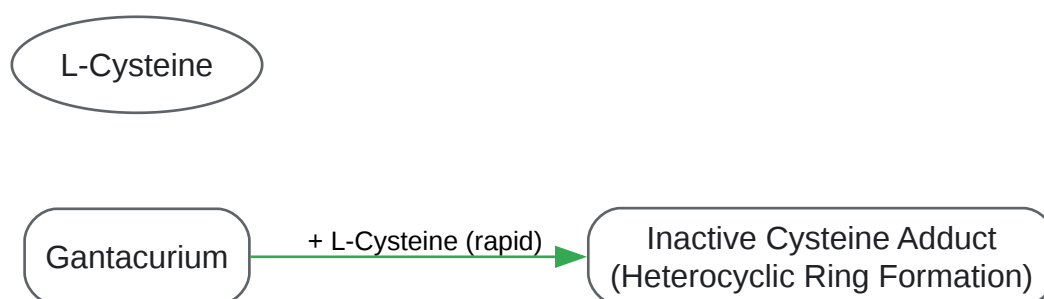 L-Cysteine
Gantacurium
+ L-Cysteine (rapid)
Inactive Cysteine Adduct
(Heterocyclic Ring Formation)